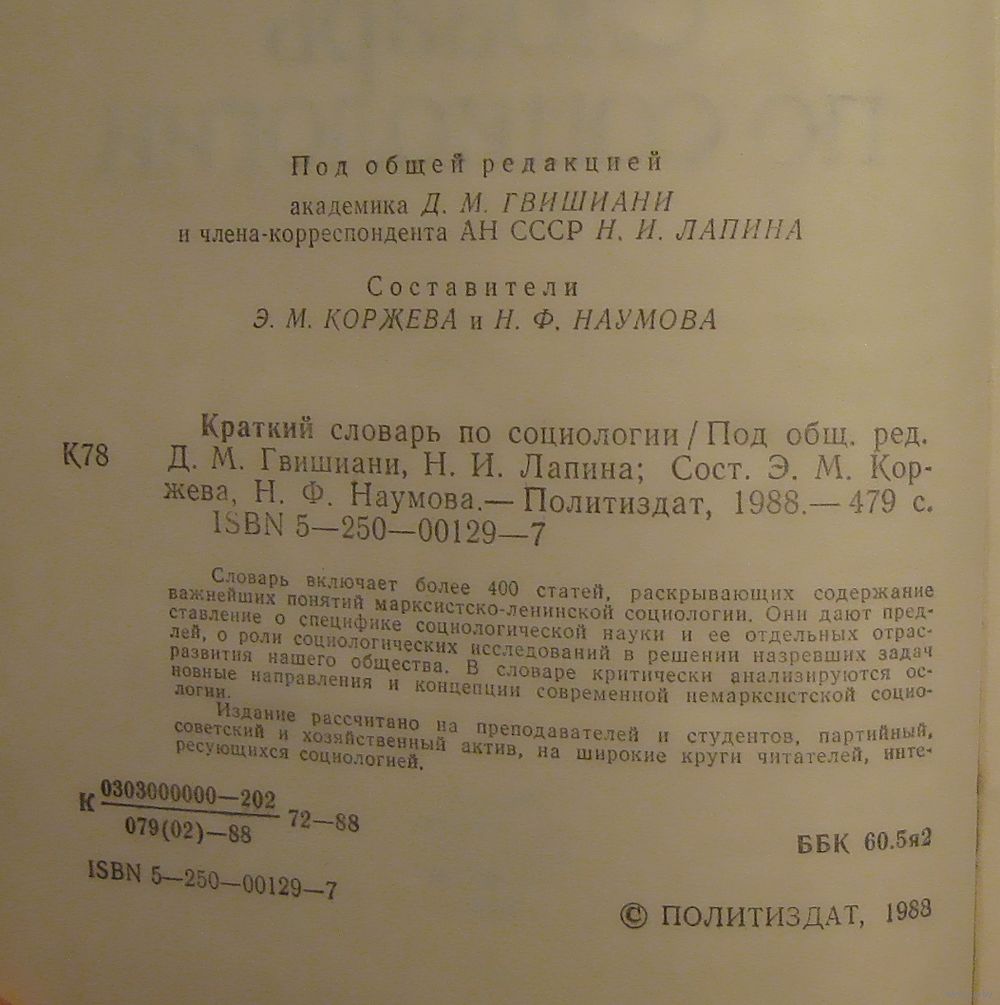 Под общей редакцией
академика Д. М. ГВИШИАНИ
и члена-корреспондента АН СССР Н. И. ЛАПИНА
Составители
Э. М. КОРЖЕВА и Н. Ф. НАУМОВА
К78
Краткий словарь по социологии / Под общ. ред.
Д. М. Гвишиани, Н. И. Лапина; Сост. Э. М. Кор-
жева, Н. Ф. Наумова.— Политиздат, 1988.— 479 с.
ISBN 5—250—00129—7
Словарь включает более 400 статей, раскрывающих содержание
важнейших понятий марксистско-ленинской социологии. Они дают пред-
ставление о специфике социологической науки и ее отдельных отрас-
лей, о роли социологических исследований в решении назревших задач
развития нашего общества. В словаре критически анализируются ос-
новные направления и концепции современной немарксистской социо-
логии.
Издание рассчитано на преподавателей и студентов, партийный,
советский и хозяйственный актив, на широкие круги читателей, инте-
ресующихся социологией.
К 0303000000—202
079(02)—88
72—88
ББК 60.5я2
ISBN 5—250—00129—7
© ПОЛИТИЗДАТ, 1988